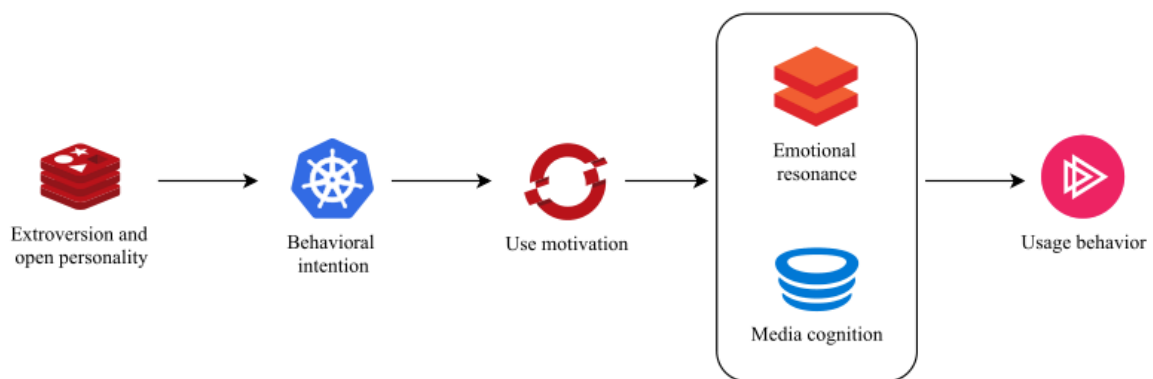 Extroversion and
open personality
Behavioral
intention
Use motivation
Emotional
resonance
Media cognition
Usage behavior